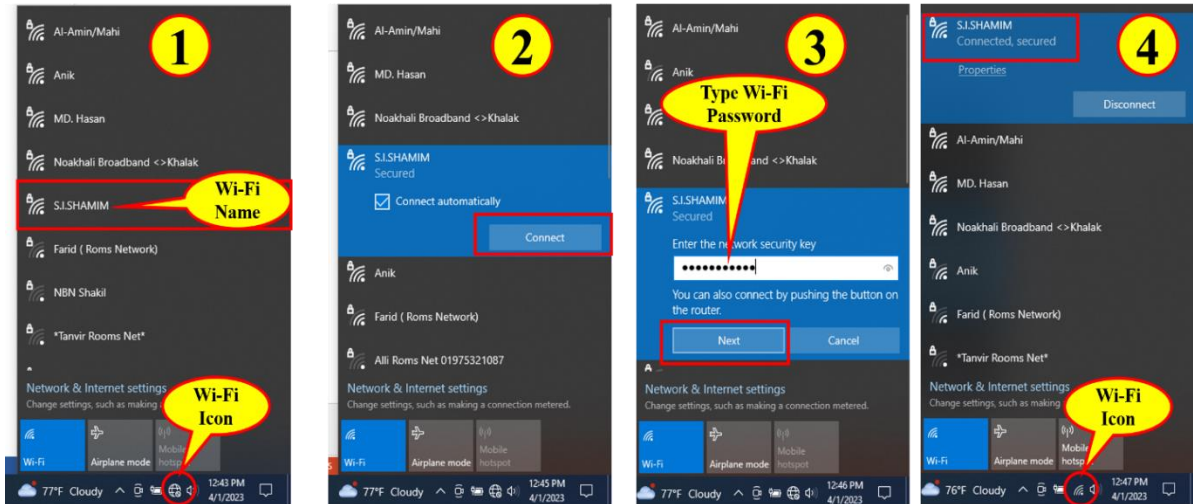 1
Al-Amin/Mahi
Anik
MD. Hasan
Noakhali Broadband <>Khalak
S.I.SHAMIM
Wi-Fi
Name
Farid ( Roms Network)
NBN Shakil
*Tanvir Rooms Net*
Network & Internet settings
Change settings, such as making
Wi-Fi
Icon
Wi-Fi
Airplane mode
Mobile
hotsp
77°F Cloudy
12:43 PM
4/1/2023
2
Al-Amin/Mahi
MD. Hasan
Noakhali Broadband <>Khalak
S.I.SHAMIM
Secured
Connect automatically
Connect
Anik
Farid ( Roms Network)
Alli Roms Net 01975321087
Network & Internet settings
Change settings, such as making a connection metered.
Wi-Fi
Airplane mode
Mobile
hotspot
77°F Cloudy
12:45 PM
4/1/2023
3
Al-Amin/Mahi
Anik
Type Wi-Fi
Password
Noakhali B and <>Khalak
S.I.SHAMIM
Secured
Enter the network security key
You can also connect by pushing the button on
the router.
Next
Cancel
Network & Internet settings
Change settings, such as making a connection metered.
Wi-Fi
Airplane mode
Mobile
hotspot
77°F Cloudy
12:46 PM
4/1/2023
4
S.I.SHAMIM
Connected, secured
Properties
Disconnect
Al-Amin/Mahi
MD. Hasan
Noakhali Broadband <>Khalak
Anik
Farid ( Roms Network)
*Tanvir Rooms Net*
Network & Internet settings
Change settings, such as making
Wi-Fi
Icon
Wi-Fi
Airplane mode
Mobile
hotsp
76°F Cloudy
12:47 PM
4/1/2023